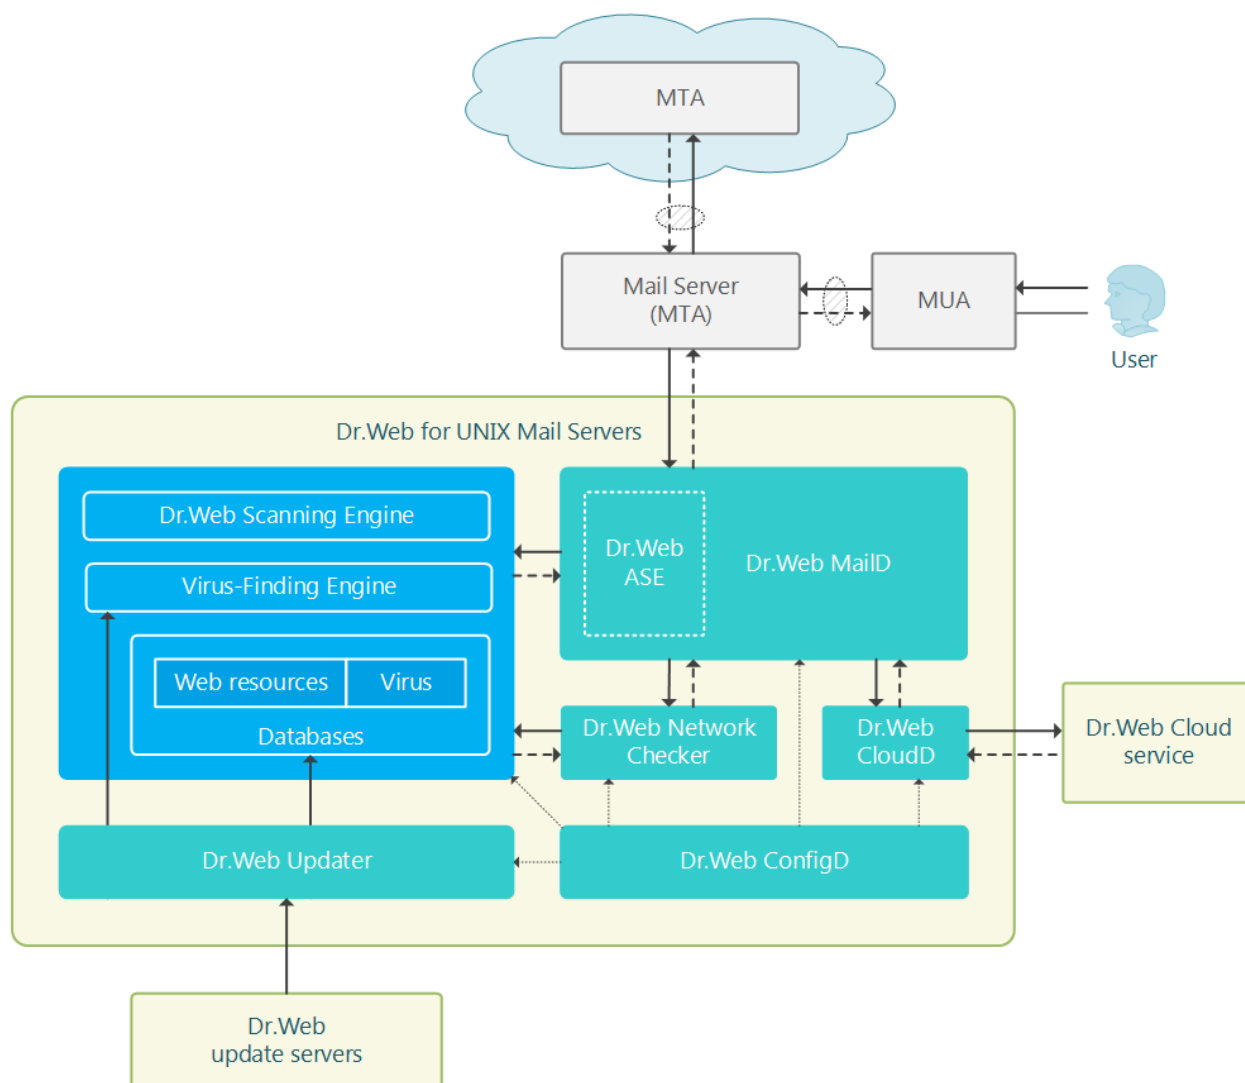 MTA
Mail Server
(MTA)
MUA
User
Dr.Web for UNIX Mail Servers
Dr.Web Scanning Engine
Virus-Finding Engine
Web resources
Virus
Databases
Dr.Web
ASE
Dr.Web MailD
Dr.Web Network
Checker
Dr.Web
CloudD
Dr.Web Cloud
service
Dr.Web Updater
Dr.Web ConfigD
Dr.Web
update servers